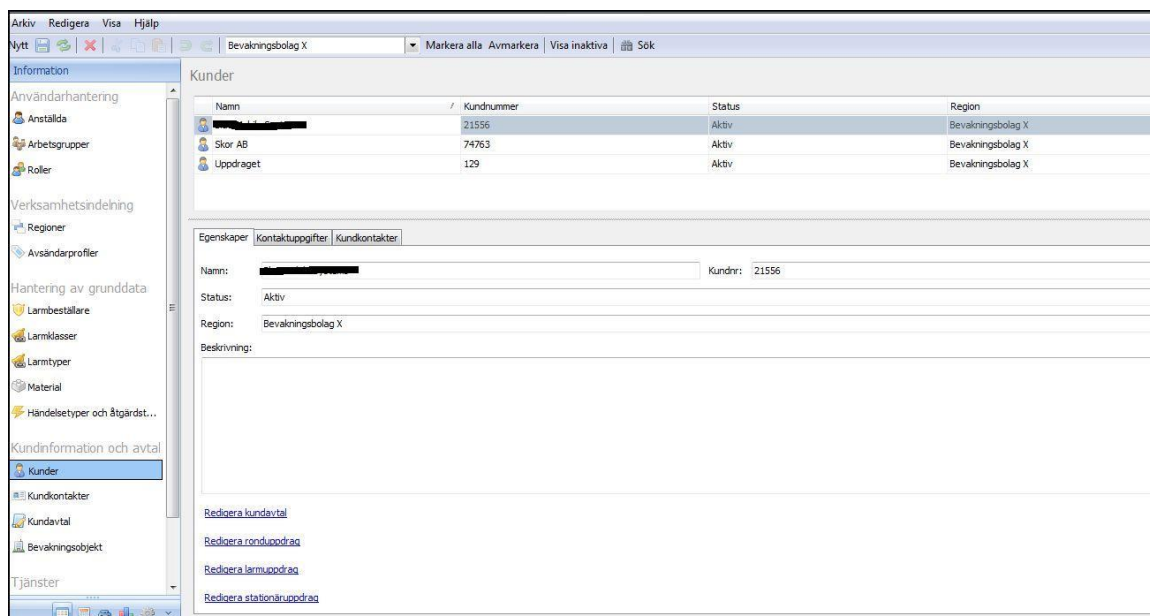 Arkiv Redigera Visa Hjälp
Nytt Bevakningsbolag X Markera alla Avmarkera Visa inaktiva Sök
Information
Användarhantering
Anställda
Arbetsgrupper
Roller
Verksamhetsindelning
Regioner
Avsändarprofiler
Hantering av grunddata
Larmbeställare
Larmklasser
Larmtyper
Material
Händelsetyper och åtgärdst...
Kundinformation och avtal
Kunder
Kundkontakter
Kundavtal
Bevakningsobjekt
Tjänster
Kunder
Namn / Kundnummer Status Region
21556 Aktiv Bevakningsbolag X
Skor AB 74763 Aktiv Bevakningsbolag X
Uppdraget 129 Aktiv Bevakningsbolag X
Egenskaper Kontaktuppgifter Kundkontakter
Namn: Kundnr: 21556
Status: Aktiv
Region: Bevakningsbolag X
Beskrivning:
Redigera kundavtal
Redigera ronduppdrag
Redigera larmuppdrag
Redigera stationäruppdrag